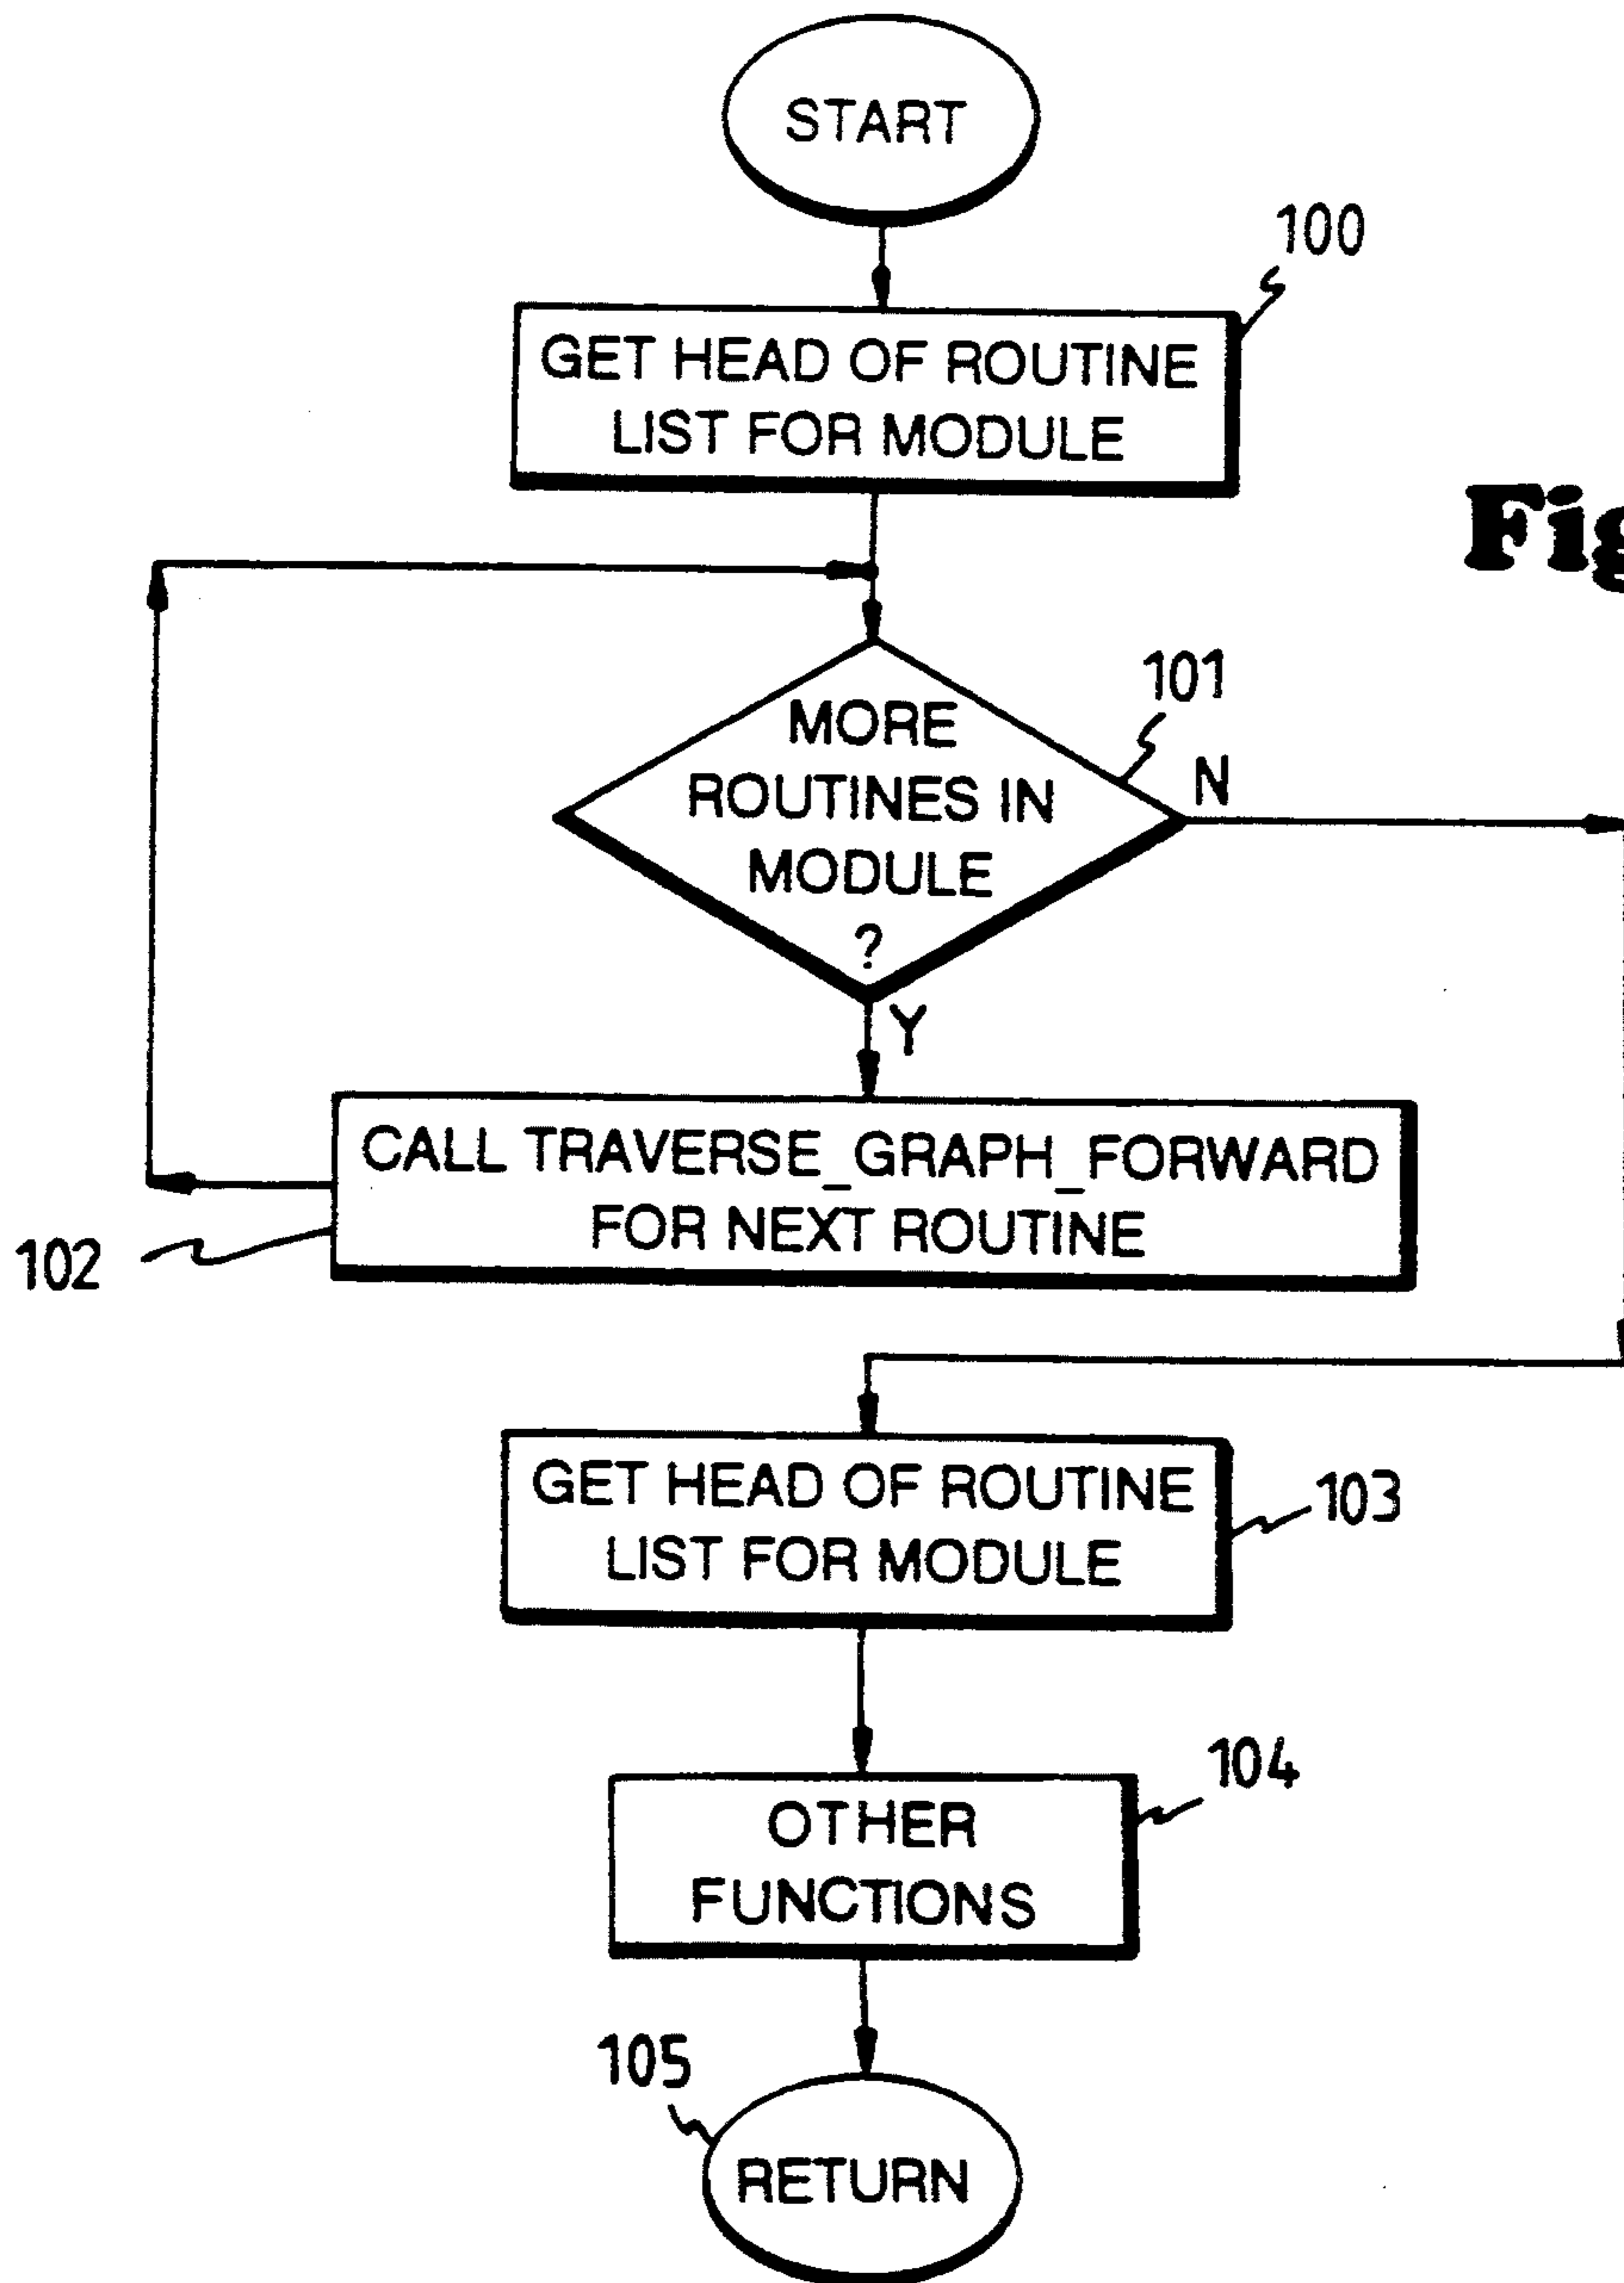 START
100
GET HEAD OF ROUTINE
LIST FOR MODULE
Fig
101
MORE
ROUTINES IN
MODULE
?
N
Y
CALL TRAVERSE_GRAPH_FORWARD
FOR NEXT ROUTINE
102
GET HEAD OF ROUTINE
LIST FOR MODULE
103
104
OTHER
FUNCTIONS
105
RETURN